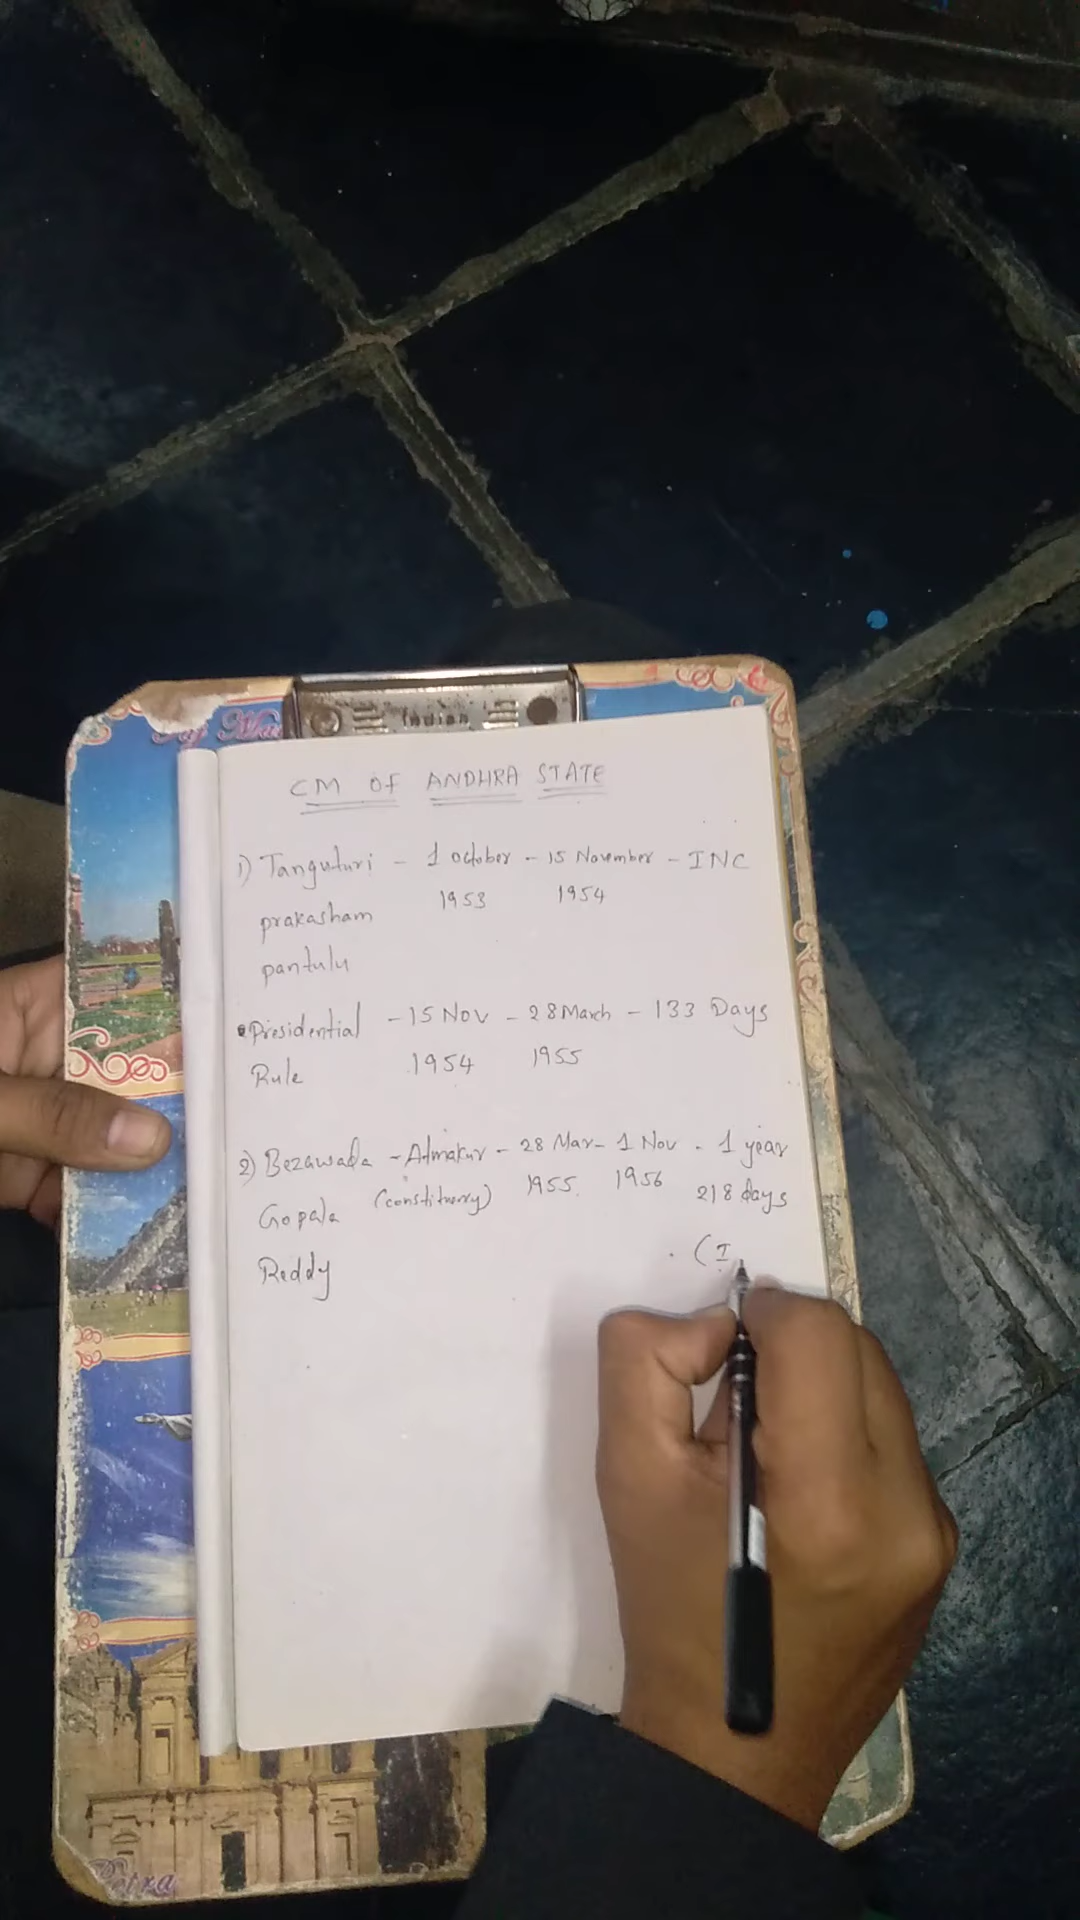 Indian
CM OF ANDHRA STATE
1) Tanguturi - 1 October - 15 November - INC
prakasham 1953 1954
pantulu
Presidential - 15 Nov - 28 March - 133 Days
Rule 1954 1955
2) Bezawada - Atmakur - 28 Mar - 1 Nov - 1 year
Gopala (constituency) 1955 1956 218 days
Reddy (I
Petra